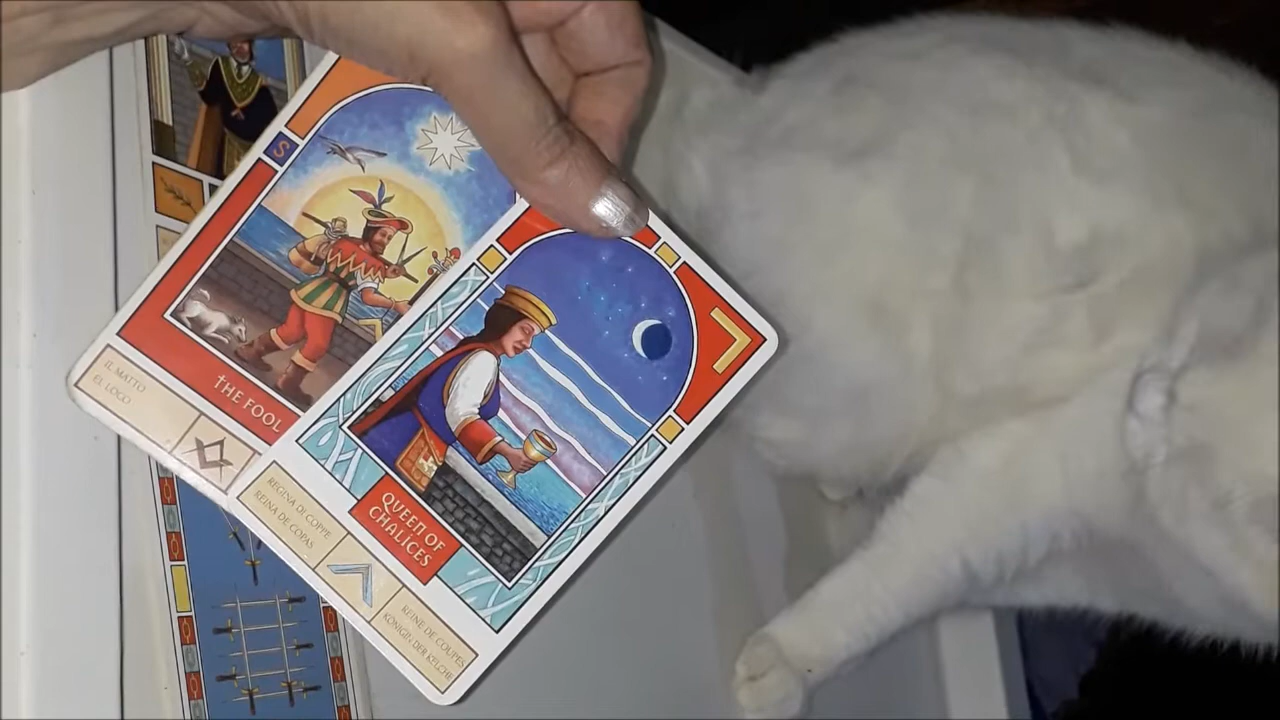 S
THE FOOL
IL MATTO
EL LOCO
QUEEN OF
CHALICES
REGINA DI COPPE
REINA DE COPAS
REINE DE COUPES
KÖNIGIN DER KELCHE